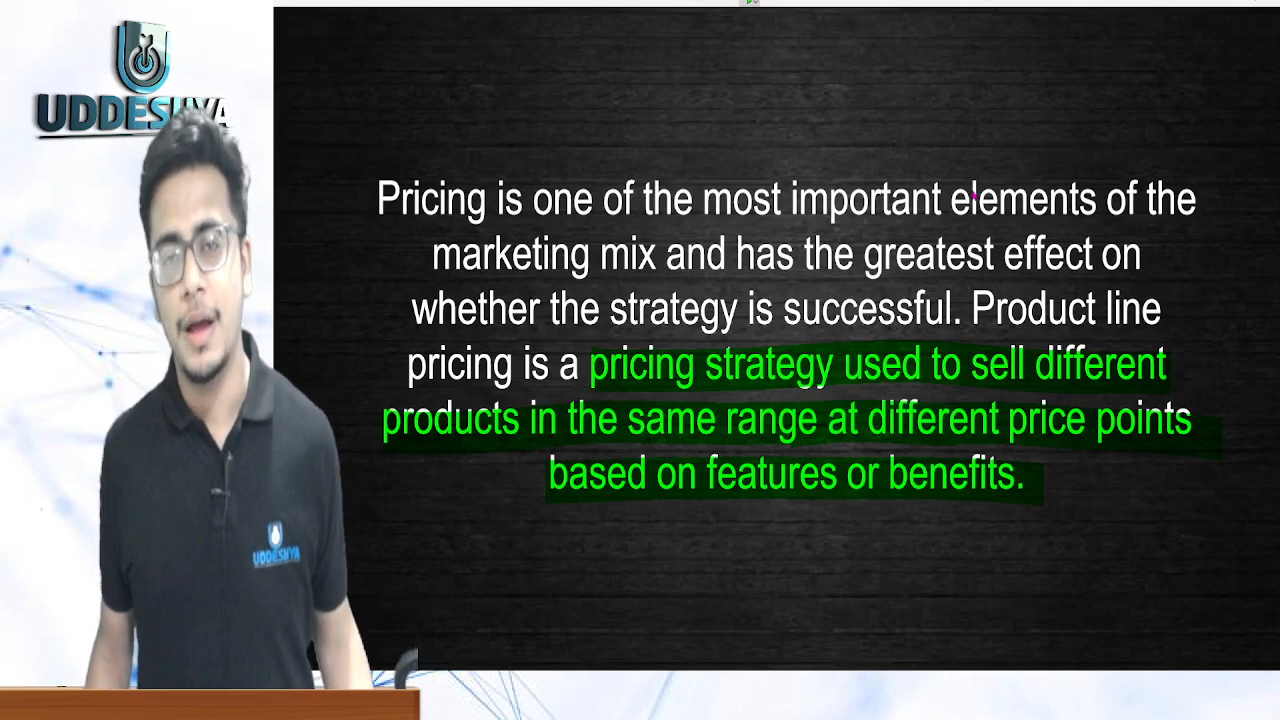 UDDESHYA
Pricing is one of the most important elements of the
marketing mix and has the greatest effect on
whether the strategy is successful. Product line
pricing is a pricing strategy used to sell different
products in the same range at different price points
based on features or benefits.
UDDESHYA